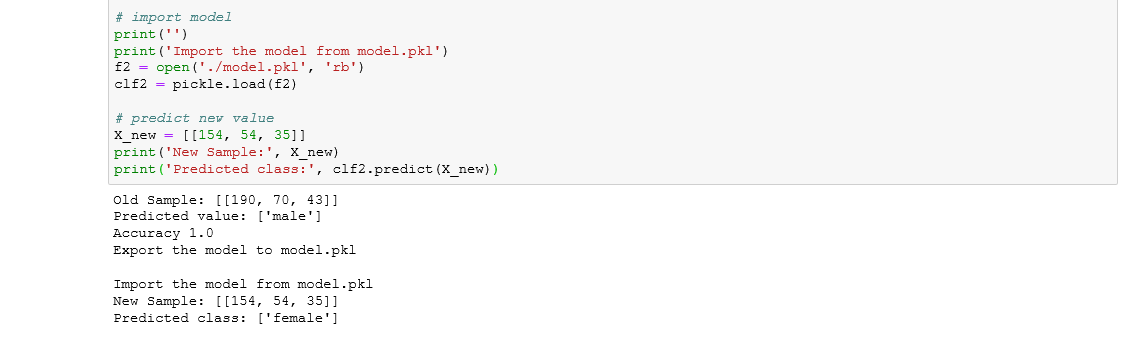 # import model
print('')
print('Import the model from model.pkl')
f2 = open('./model.pkl', 'rb')
clf2 = pickle.load(f2)

# predict new value
X_new = [[154, 54, 35]]
print('New Sample:', X_new)
print('Predicted class:', clf2.predict(X_new))
Old Sample: [[190, 70, 43]]
Predicted value: ['male']
Accuracy 1.0
Export the model to model.pkl

Import the model from model.pkl
New Sample: [[154, 54, 35]]
Predicted class: ['female']